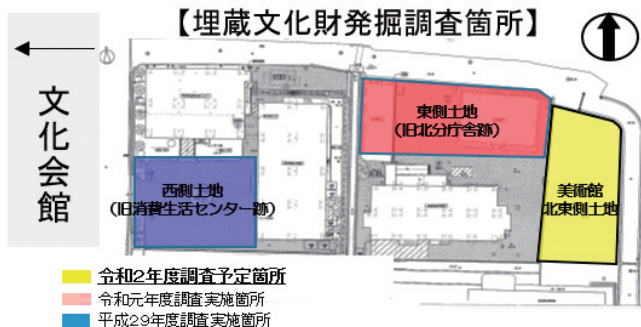 【埋蔵文化財発掘調査箇所】
文化会館
東側土地
(旧北分庁舎跡)
西側土地
(旧消費生活センター跡)
美術館
北東側土地
令和2年度調査予定箇所
令和元年度調査実施箇所
平成29年度調査実施箇所